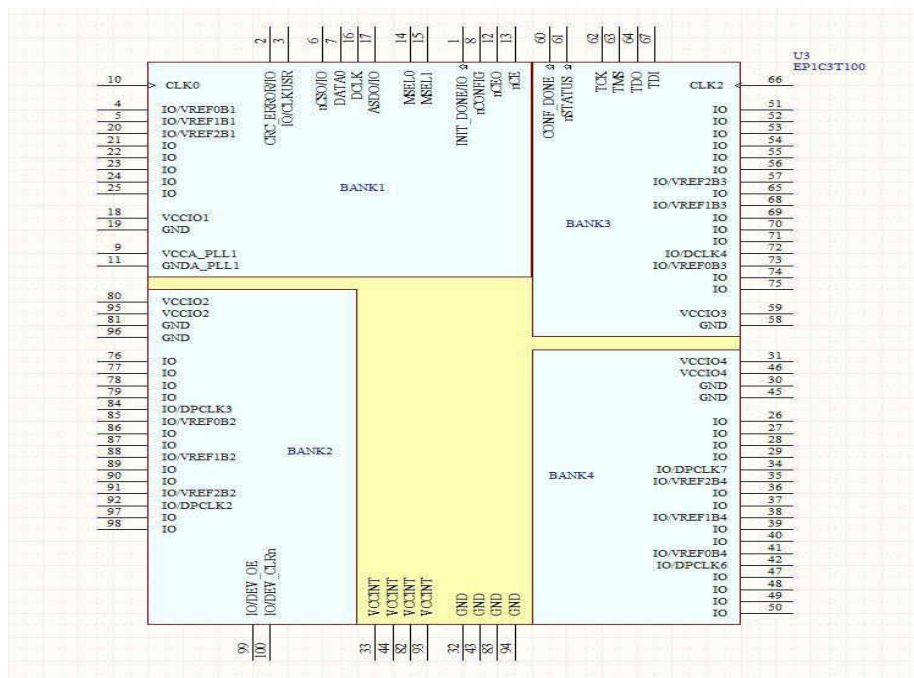 U3
EP1C3T100
2 CRC_ERROR/IO
3 IO/CLKUSR
6 nCSO/IO
7 DATA0
16 DCLK
17 ASDO/IO
14 MSEL0
15 MSEL1
1 INIT_DONE/IO
8 nCONFIG
12 nCEO
13 nCE
60 CONF_DONE
61 nSTATUS
62 TCK
63 TMS
64 TDO
67 TDI
10 CLK0
4 IO/VREF0B1
5 IO/VREF1B1
20 IO/VREF2B1
21 IO
22 IO
23 IO
24 IO
25 IO
BANK1
18 VCCIO1
19 GND
9 VCCA_PLL1
11 GNDA_PLL1
CLK2 66
IO 51
IO 52
IO 53
IO 54
IO 55
IO 56
IO/VREF2B3 57
IO 65
IO/VREF1B3 68
IO 69
BANK3
IO 70
IO 71
IO/DCLK4 72
IO/VREF0B3 73
IO 74
IO 75
VCCIO3 59
GND 58
80 VCCIO2
95 VCCIO2
81 GND
96 GND
76 IO
77 IO
78 IO
79 IO
84 IO/DPCLK3
85 IO/VREF0B2
86 IO
87 IO
BANK2
88 IO/VREF1B2
89 IO
90 IO
91 IO/VREF2B2
92 IO/DPCLK2
97 IO
98 IO
VCCIO4 31
VCCIO4 46
GND 30
GND 45
IO 26
IO 27
IO 28
IO 29
IO/DPCLK7 34
BANK4
IO/VREF2B4 35
IO 36
IO 37
IO/VREF1B4 38
IO 39
IO 40
IO/VREF0B4 41
IO/DPCLK6 42
IO 47
IO 48
IO 49
IO 50
IO/DEV_OE 99
IO/DEV_CLRn 100
VCCINT 33
VCCINT 44
VCCINT 82
VCCINT 93
GND 32
GND 43
GND 83
GND 94